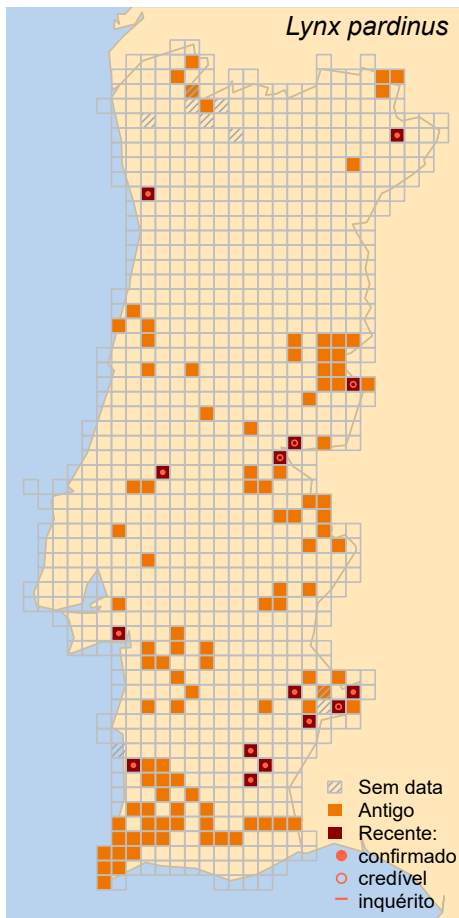 Lynx pardinus
Sem data
Antigo
Recente:
confirmado
credível
inquérito